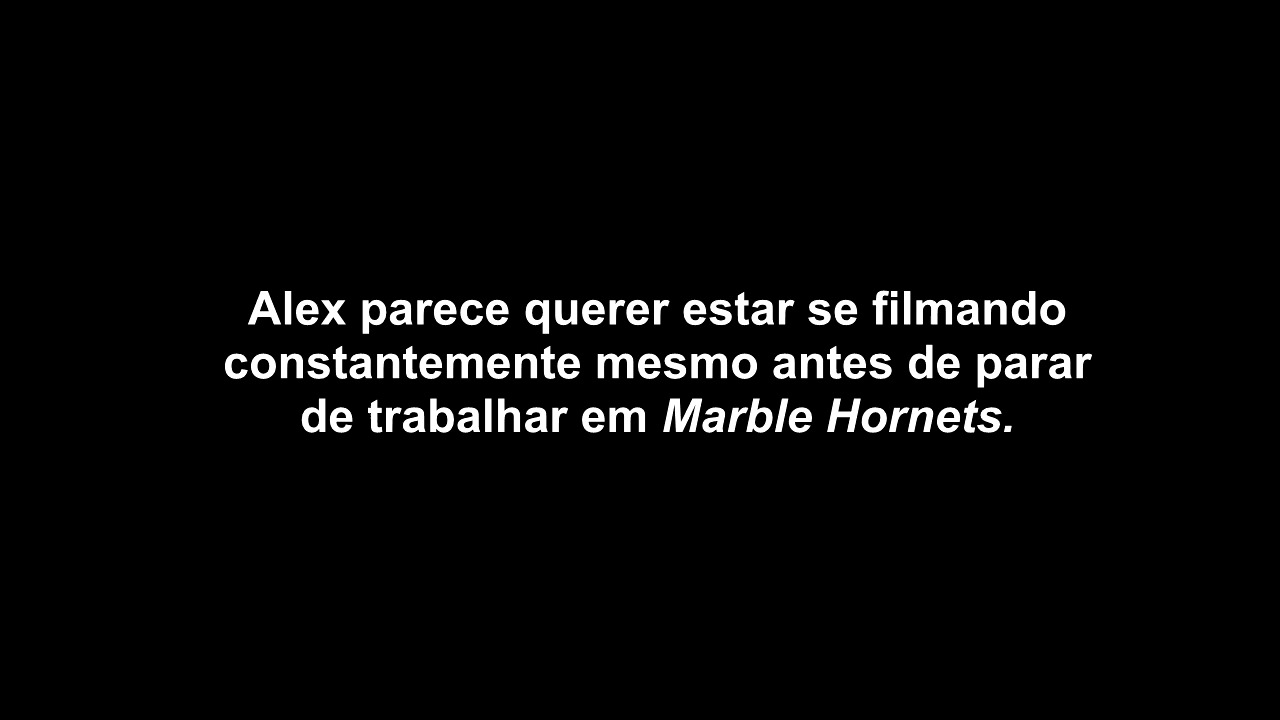 Alex parece querer estar se filmando
constantemente mesmo antes de parar
de trabalhar em Marble Hornets.